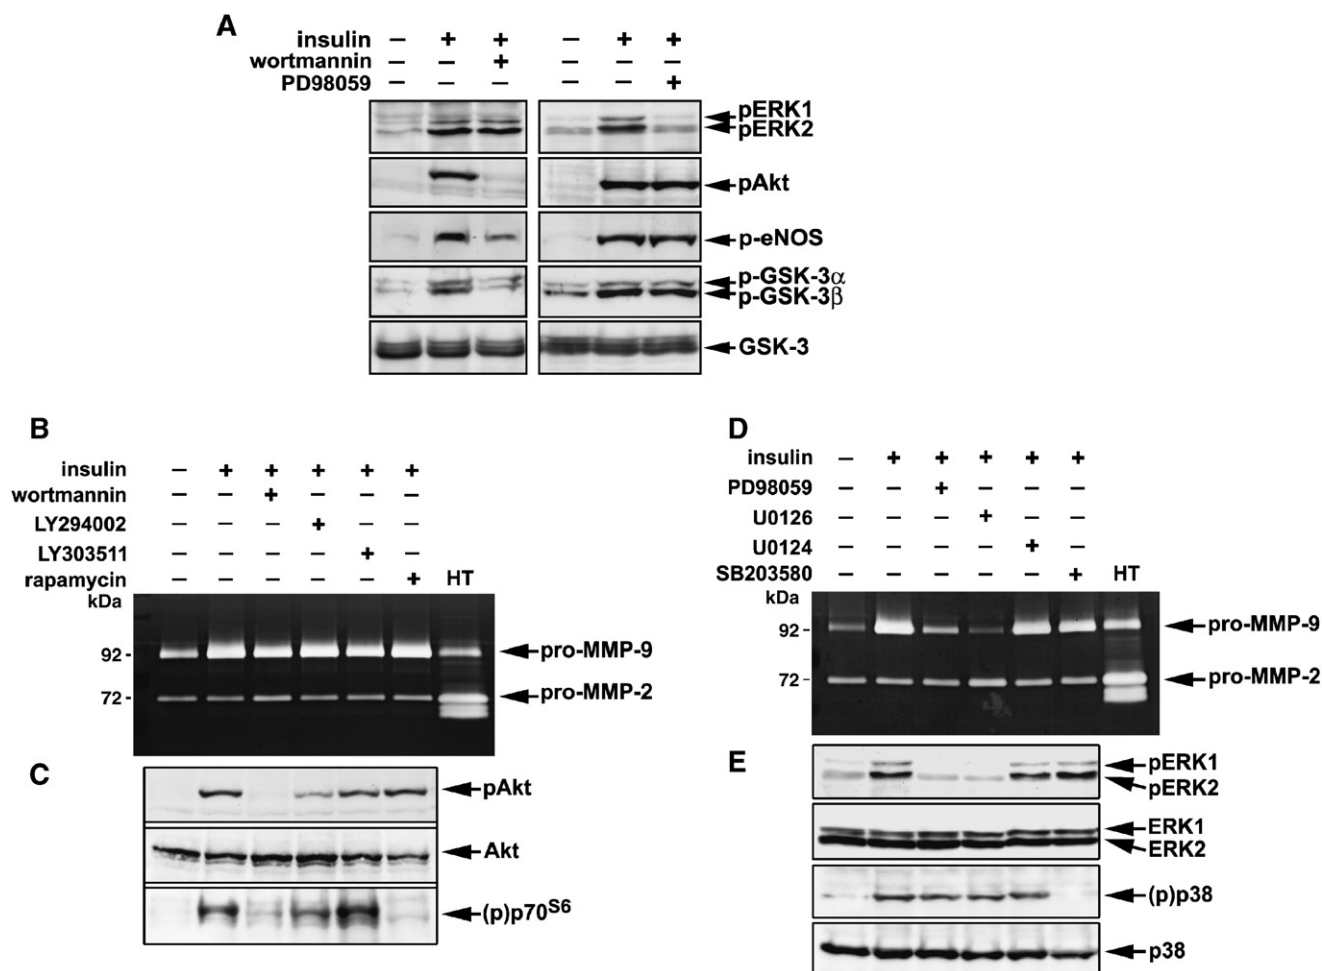 A
insulin − + + − + +
wortmannin − − + − − −
PD98059 − − − − − +
pERK1
pERK2
pAkt
p-eNOS
p-GSK-3α
p-GSK-3β
GSK-3
B
insulin − + + + + +
wortmannin − − + − − −
LY294002 − − − + − −
LY303511 − − − − + −
rapamycin − − − − − + HT
kDa
92 - pro-MMP-9
72 - pro-MMP-2
C
pAkt
Akt
(p)p70S6
D
insulin − + + + + +
PD98059 − − + − − −
U0126 − − − + − −
U0124 − − − − + −
SB203580 − − − − − + HT
kDa
92 - pro-MMP-9
72 - pro-MMP-2
E
pERK1
pERK2
ERK1
ERK2
(p)p38
p38